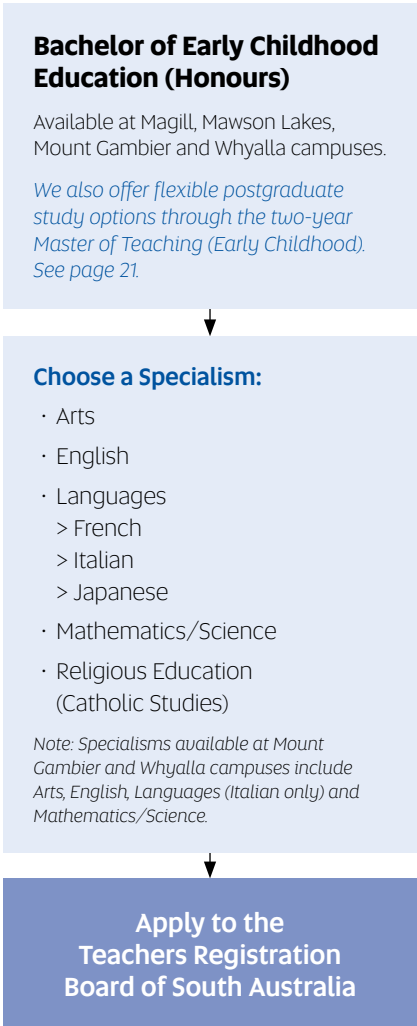 Bachelor of Early Childhood
Education (Honours)
Available at Magill, Mawson Lakes,
Mount Gambier and Whyalla campuses.
We also offer flexible postgraduate
study options through the two-year
Master of Teaching (Early Childhood).
See page 21.
Choose a Specialism:
· Arts
· English
· Languages
> French
> Italian
> Japanese
· Mathematics/Science
· Religious Education
(Catholic Studies)
Note: Specialisms available at Mount
Gambier and Whyalla campuses include
Arts, English, Languages (Italian only) and
Mathematics/Science.
Apply to the
Teachers Registration
Board of South Australia